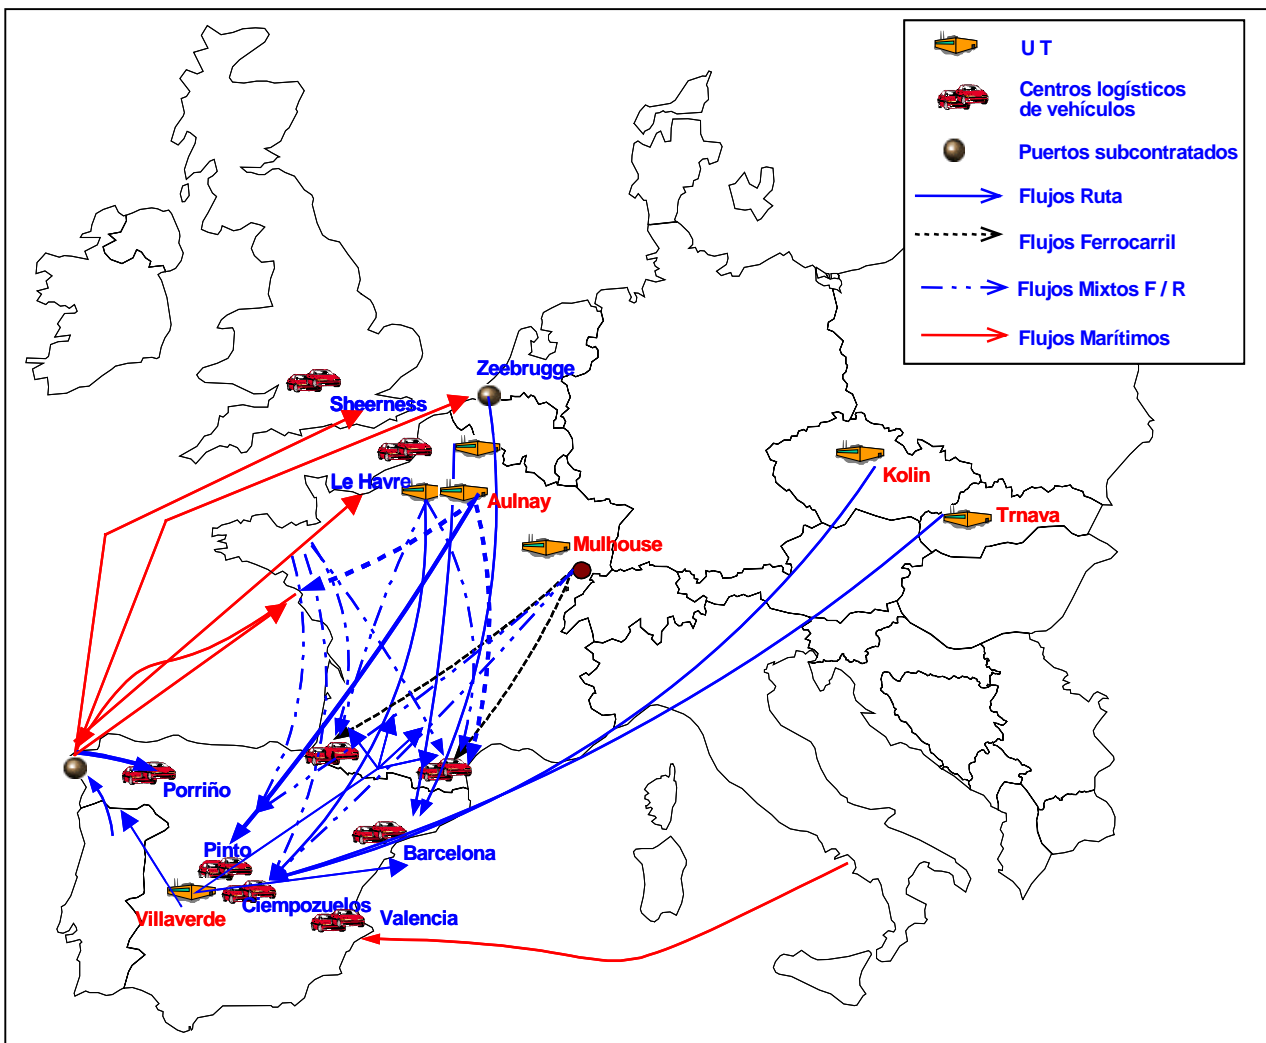 U T
Centros logísticos
de vehículos
Puertos subcontratados
Flujos Ruta
Flujos Ferrocarril
Flujos Mixtos F / R
Flujos Marítimos
Zeebrugge
Sheerness
Le Havre
Aulnay
Kolin
Trnava
Mulhouse
Porriño
Pinto
Barcelona
Ciempozuelos
Villaverde
Valencia